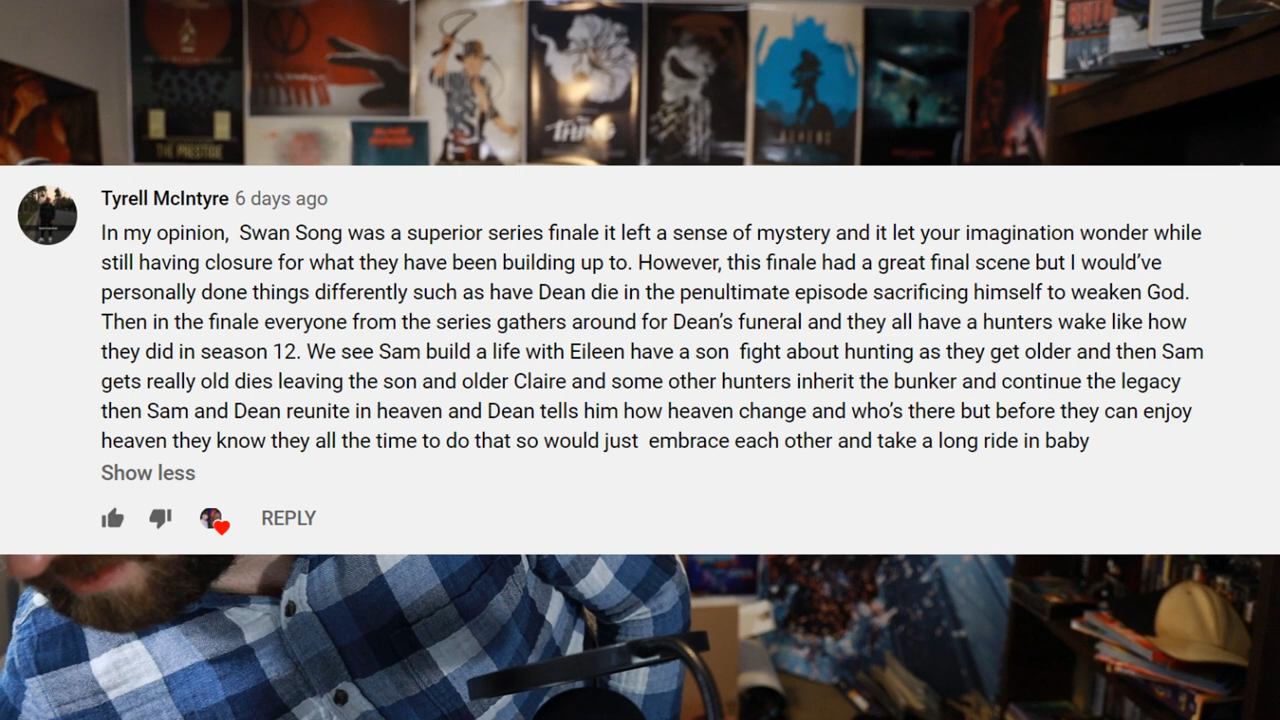 THE PRESTIGE
THE THING
ALIENS
Tyrell McIntyre 6 days ago
In my opinion,  Swan Song was a superior series finale it left a sense of mystery and it let your imagination wonder while
still having closure for what they have been building up to. However, this finale had a great final scene but I would’ve
personally done things differently such as have Dean die in the penultimate episode sacrificing himself to weaken God.
Then in the finale everyone from the series gathers around for Dean’s funeral and they all have a hunters wake like how
they did in season 12. We see Sam build a life with Eileen have a son  fight about hunting as they get older and then Sam
gets really old dies leaving the son and older Claire and some other hunters inherit the bunker and continue the legacy
then Sam and Dean reunite in heaven and Dean tells him how heaven change and who’s there but before they can enjoy
heaven they know they all the time to do that so would just  embrace each other and take a long ride in baby
Show less
REPLY